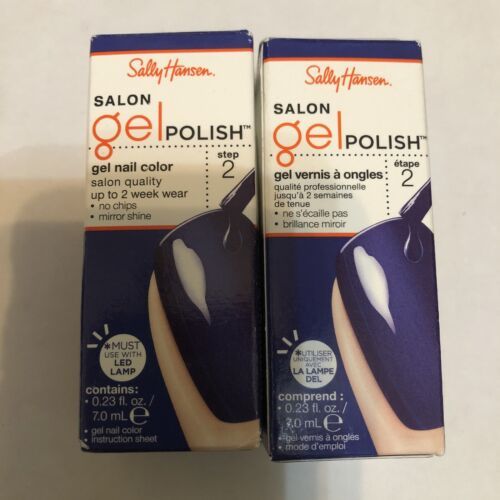 Sally Hansen.
SALON
gel POLISH™
gel nail color
salon quality
up to 2 week wear
• no chips
• mirror shine
step
2
*MUST
USE WITH
LED
LAMP
contains:
• 0.23 fl. oz. /
7.0 mL ℮
• gel nail color
• instruction sheet
Sally Hansen.
SALON
gel POLISH™
gel vernis à ongles
qualité professionnelle
jusqu'à 2 semaines
de tenue
• ne s'écaille pas
• brillance miroir
étape
2
*UTILISER
UNIQUEMENT
AVEC
LA LAMPE
DEL
comprend :
• 0.23 fl. oz. /
7.0 mL ℮
• gel vernis à ongles
• mode d'emploi